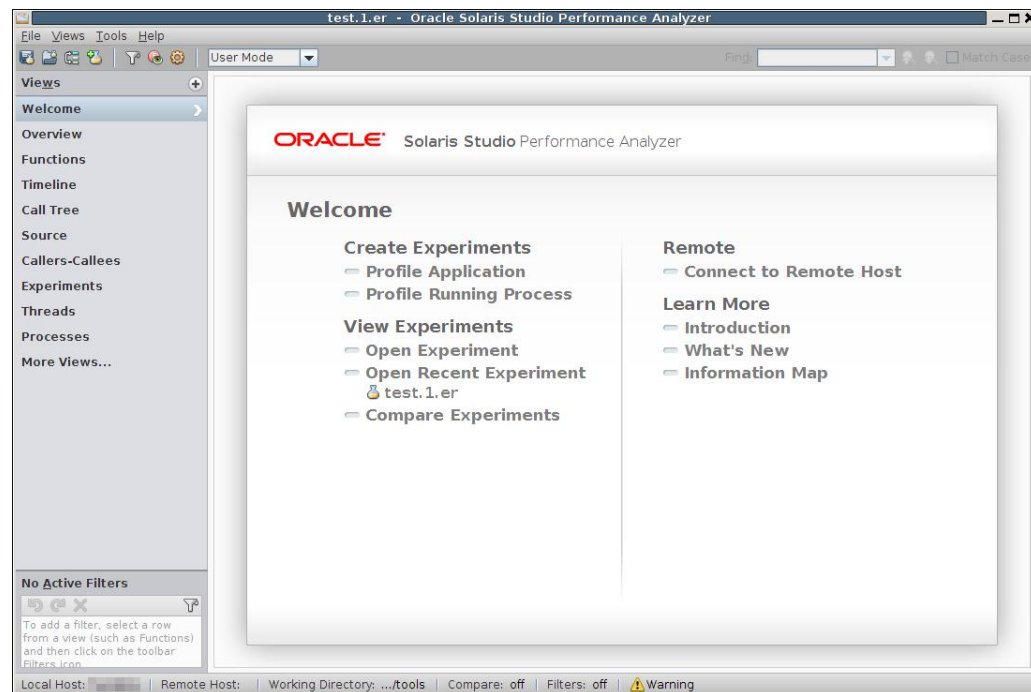 test.1.er - Oracle Solaris Studio Performance Analyzer
File Views Tools Help
User Mode Find: Match Case
Views
Welcome
Overview
Functions
Timeline
Call Tree
Source
Callers-Callees
Experiments
Threads
Processes
More Views...
ORACLE Solaris Studio Performance Analyzer
Welcome
Create Experiments
Profile Application
Profile Running Process
View Experiments
Open Experiment
Open Recent Experiment
test.1.er
Compare Experiments
Remote
Connect to Remote Host
Learn More
Introduction
What's New
Information Map
No Active Filters
To add a filter, select a row
from a view (such as Functions)
and then click on the toolbar
Filters icon
Local Host: Remote Host: Working Directory: .../tools Compare: off Filters: off Warning